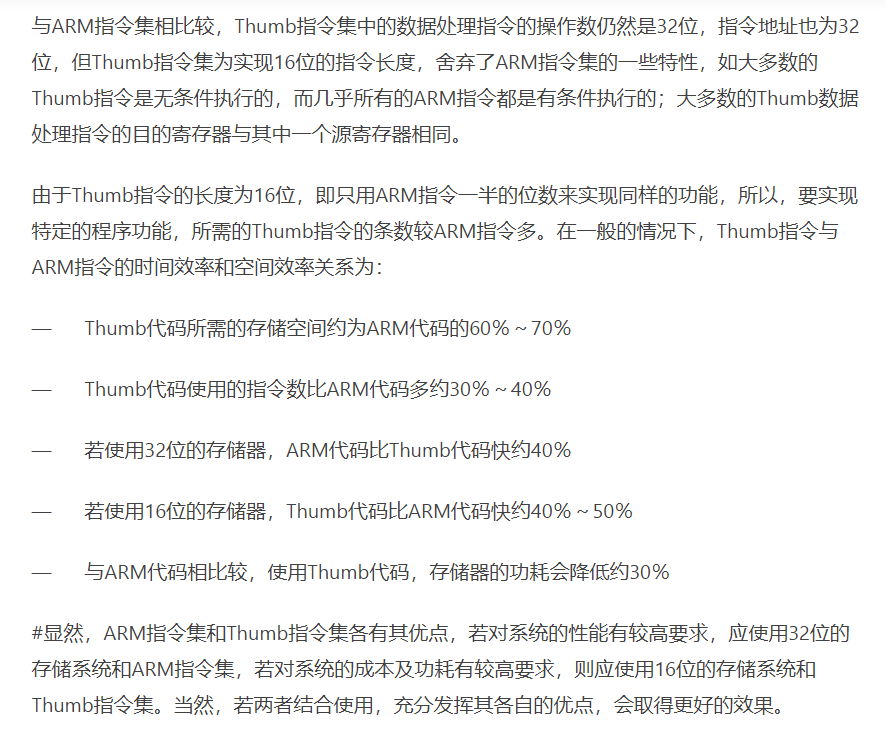 与ARM指令集相比较，Thumb指令集中的数据处理指令的操作数仍然是32位，指令地址也为32
位，但Thumb指令集为实现16位的指令长度，舍弃了ARM指令集的一些特性，如大多数的
Thumb指令是无条件执行的，而几乎所有的ARM指令都是有条件执行的；大多数的Thumb数据
处理指令的目的寄存器与其中一个源寄存器相同。
由于Thumb指令的长度为16位，即只用ARM指令一半的位数来实现同样的功能，所以，要实现
特定的程序功能，所需的Thumb指令的条数较ARM指令多。在一般的情况下，Thumb指令与
ARM指令的时间效率和空间效率关系为：
— Thumb代码所需的存储空间约为ARM代码的60％～70％
— Thumb代码使用的指令数比ARM代码多约30％～40％
— 若使用32位的存储器，ARM代码比Thumb代码快约40％
— 若使用16位的存储器，Thumb代码比ARM代码快约40％～50％
— 与ARM代码相比较，使用Thumb代码，存储器的功耗会降低约30％
#显然，ARM指令集和Thumb指令集各有其优点，若对系统的性能有较高要求，应使用32位的
存储系统和ARM指令集，若对系统的成本及功耗有较高要求，则应使用16位的存储系统和
Thumb指令集。当然，若两者结合使用，充分发挥其各自的优点，会取得更好的效果。